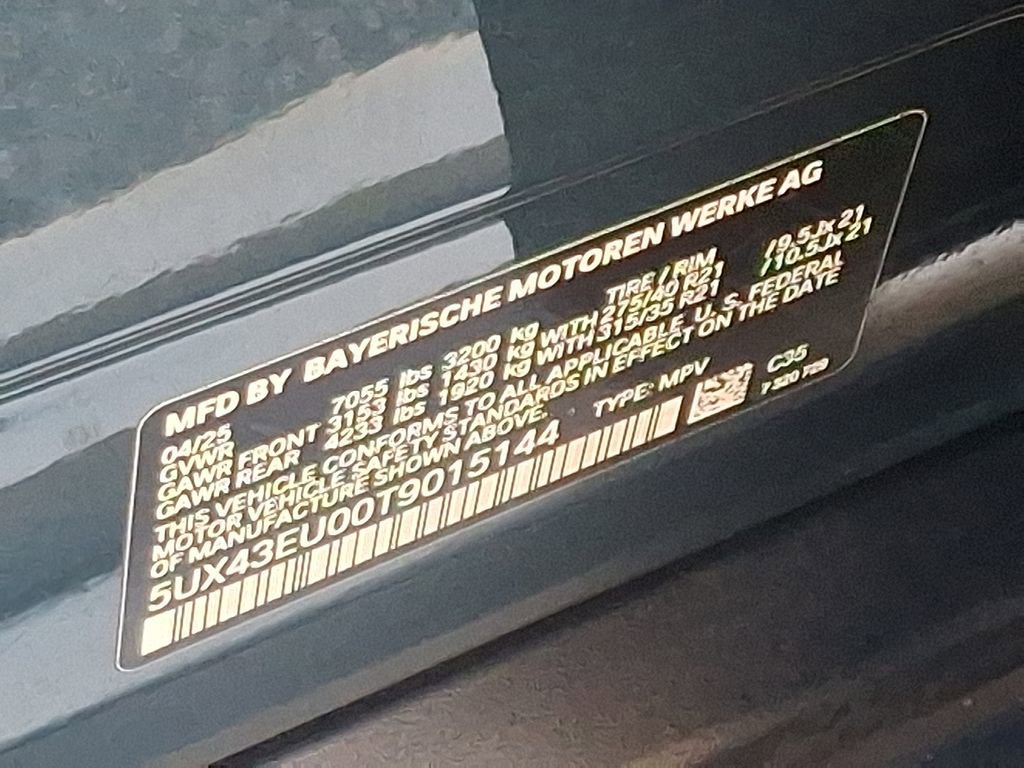 MFD BY BAYERISCHE MOTOREN WERKE AG
04/25 TIRE / RIM
GVWR 7055 lbs 3200 kg
GAWR FRONT 3153 lbs 1430 kg WITH 275/40 R21 /9.5Jx21
GAWR REAR 4233 lbs 1920 kg WITH 315/35 R21 /10.5Jx21
THIS VEHICLE CONFORMS TO ALL APPLICABLE U. S. FEDERAL
MOTOR VEHICLE SAFETY STANDARDS IN EFFECT ON THE DATE
OF MANUFACTURE SHOWN ABOVE.
5UX43EU00T9015144 TYPE: MPV C35
7 320 729